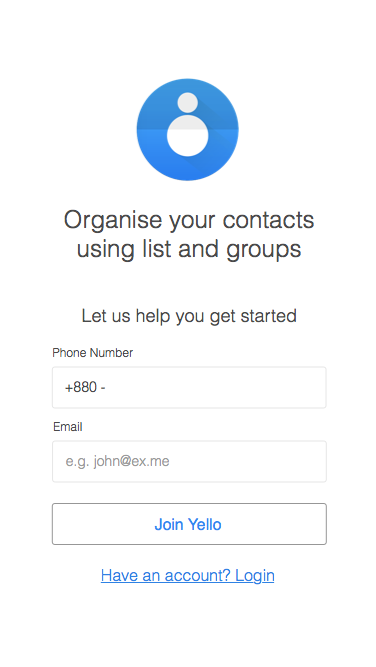 Organise your contacts
using list and groups
Let us help you get started
Phone Number
+880 -
Email
e.g. john@ex.me
Join Yello
Have an account? Login